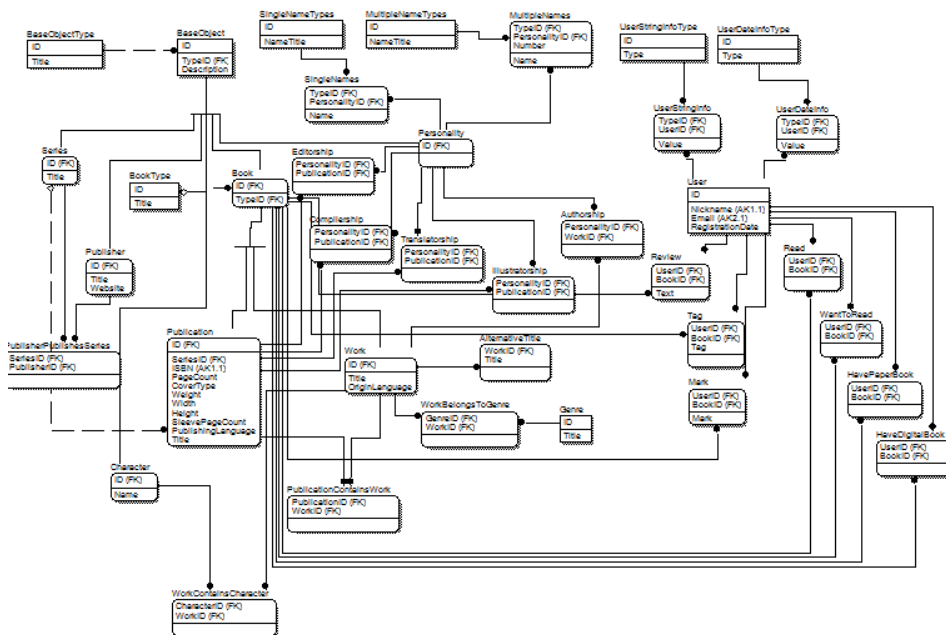 BaseObjectType
ID
Title
BaseObject
ID
TypeID (FK)
Description
SingleNameTypes
ID
NameTitle
MultipleNameTypes
ID
NameTitle
MultipleNames
TypeID (FK)
PersonalityID (FK)
Number
Name
UserStringInfoType
ID
Type
UserDateInfoType
ID
Type
SingleNames
TypeID (FK)
PersonalityID (FK)
Name
UserStringInfo
TypeID (FK)
UserID (FK)
Value
UserDateInfo
TypeID (FK)
UserID (FK)
Value
Personality
ID (FK)
Series
ID (FK)
Title
BookType
ID
Title
Book
ID (FK)
TypeID (FK)
Editorship
PersonalityID (FK)
PublicationID (FK)
User
ID
Nickname (AK1.1)
Email (AK2.1)
RegistrationDate
Compilership
PersonalityID (FK)
PublicationID (FK)
Authorship
PersonalityID (FK)
WorkID (FK)
Translatorship
PersonalityID (FK)
PublicationID (FK)
Publisher
ID (FK)
Title
Website
Illustratorship
PersonalityID (FK)
PublicationID (FK)
Review
UserID (FK)
BookID (FK)
Text
Read
UserID (FK)
BookID (FK)
PublisherPublishesSeries
SeriesID (FK)
PublisherID (FK)
Publication
ID (FK)
SeriesID (FK)
ISBN (AK1.1)
PageCount
CoverType
Weight
Width
Height
SleevePageCount
PublishingLanguage
Title
Work
ID (FK)
Title
OriginLanguage
AlternativeTitle
WorkID (FK)
Title
Tag
UserID (FK)
BookID (FK)
Tag
WantToRead
UserID (FK)
BookID (FK)
Mark
UserID (FK)
BookID (FK)
Mark
HavePaperBook
UserID (FK)
BookID (FK)
WorkBelongsToGenre
GenreID (FK)
WorkID (FK)
Genre
ID
Title
HaveDigitalBook
UserID (FK)
BookID (FK)
Character
ID (FK)
Name
PublicationContainsWork
PublicationID (FK)
WorkID (FK)
WorkContainsCharacter
CharacterID (FK)
WorkID (FK)